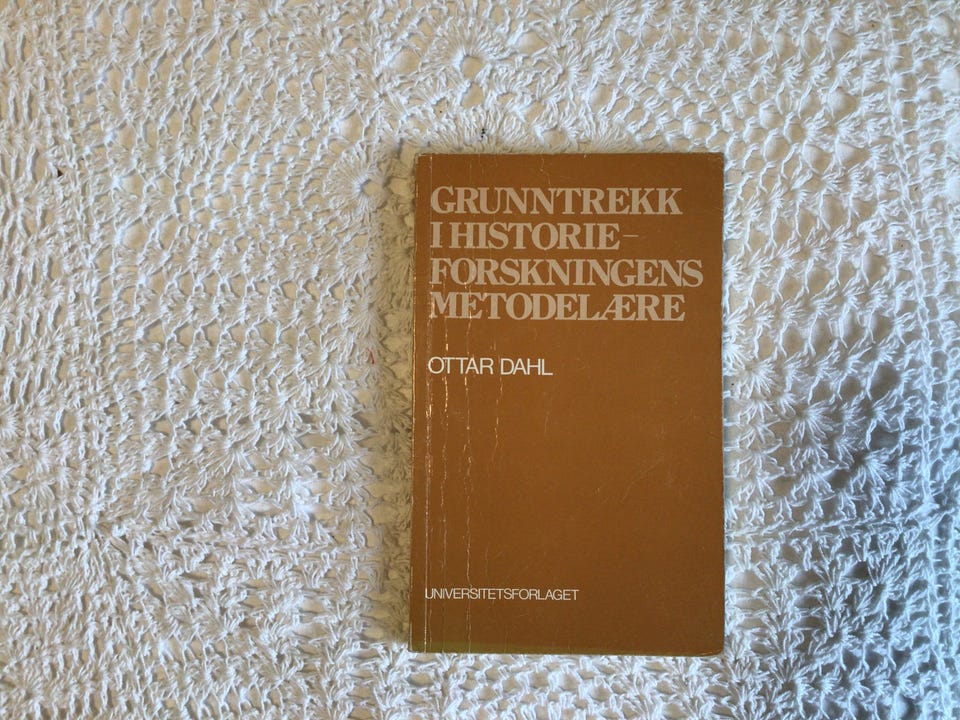 GRUNNTREKK
I HISTORIE–
FORSKNINGENS
METODELÆRE
OTTAR DAHL
UNIVERSITETSFORLAGET